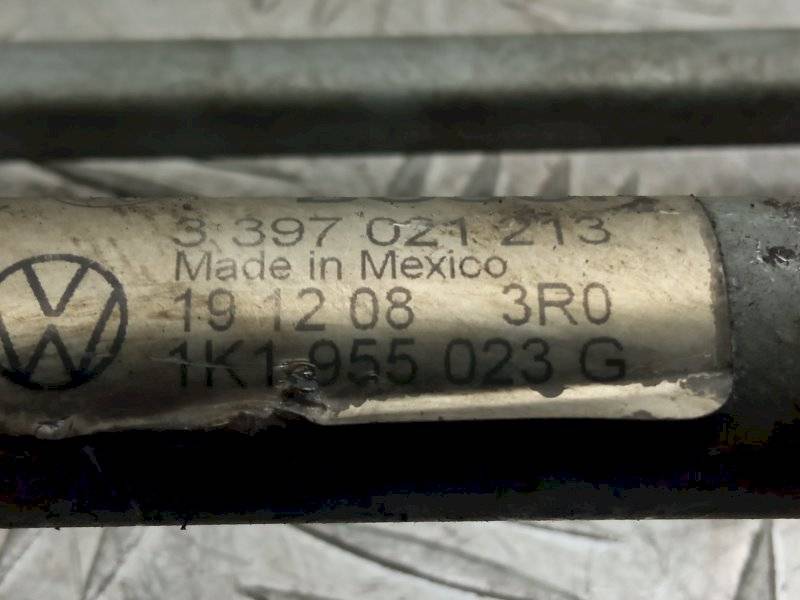 3 397 021 213
Made in Mexico
19 12 08 3R0
1K1 955 023 G